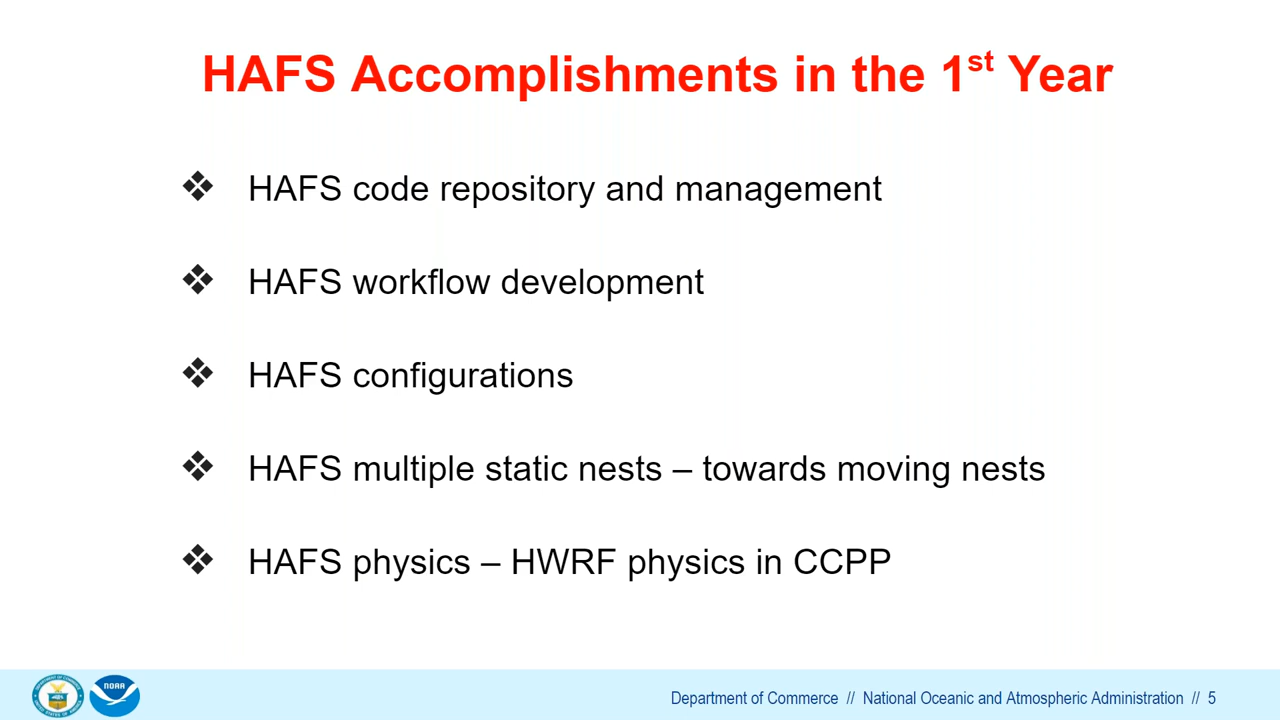 HAFS Accomplishments in the 1st Year
❖ HAFS code repository and management
❖ HAFS workflow development
❖ HAFS configurations
❖ HAFS multiple static nests – towards moving nests
❖ HAFS physics – HWRF physics in CCPP
NOAA
Department of Commerce // National Oceanic and Atmospheric Administration // 5